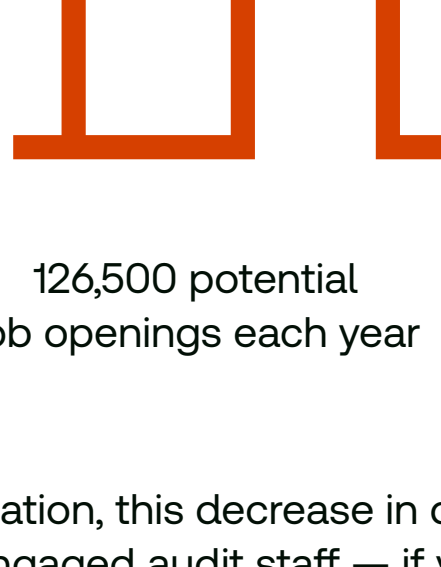 126,500 potential
ob openings each year
ation, this decrease in
ngaged audit staff — if